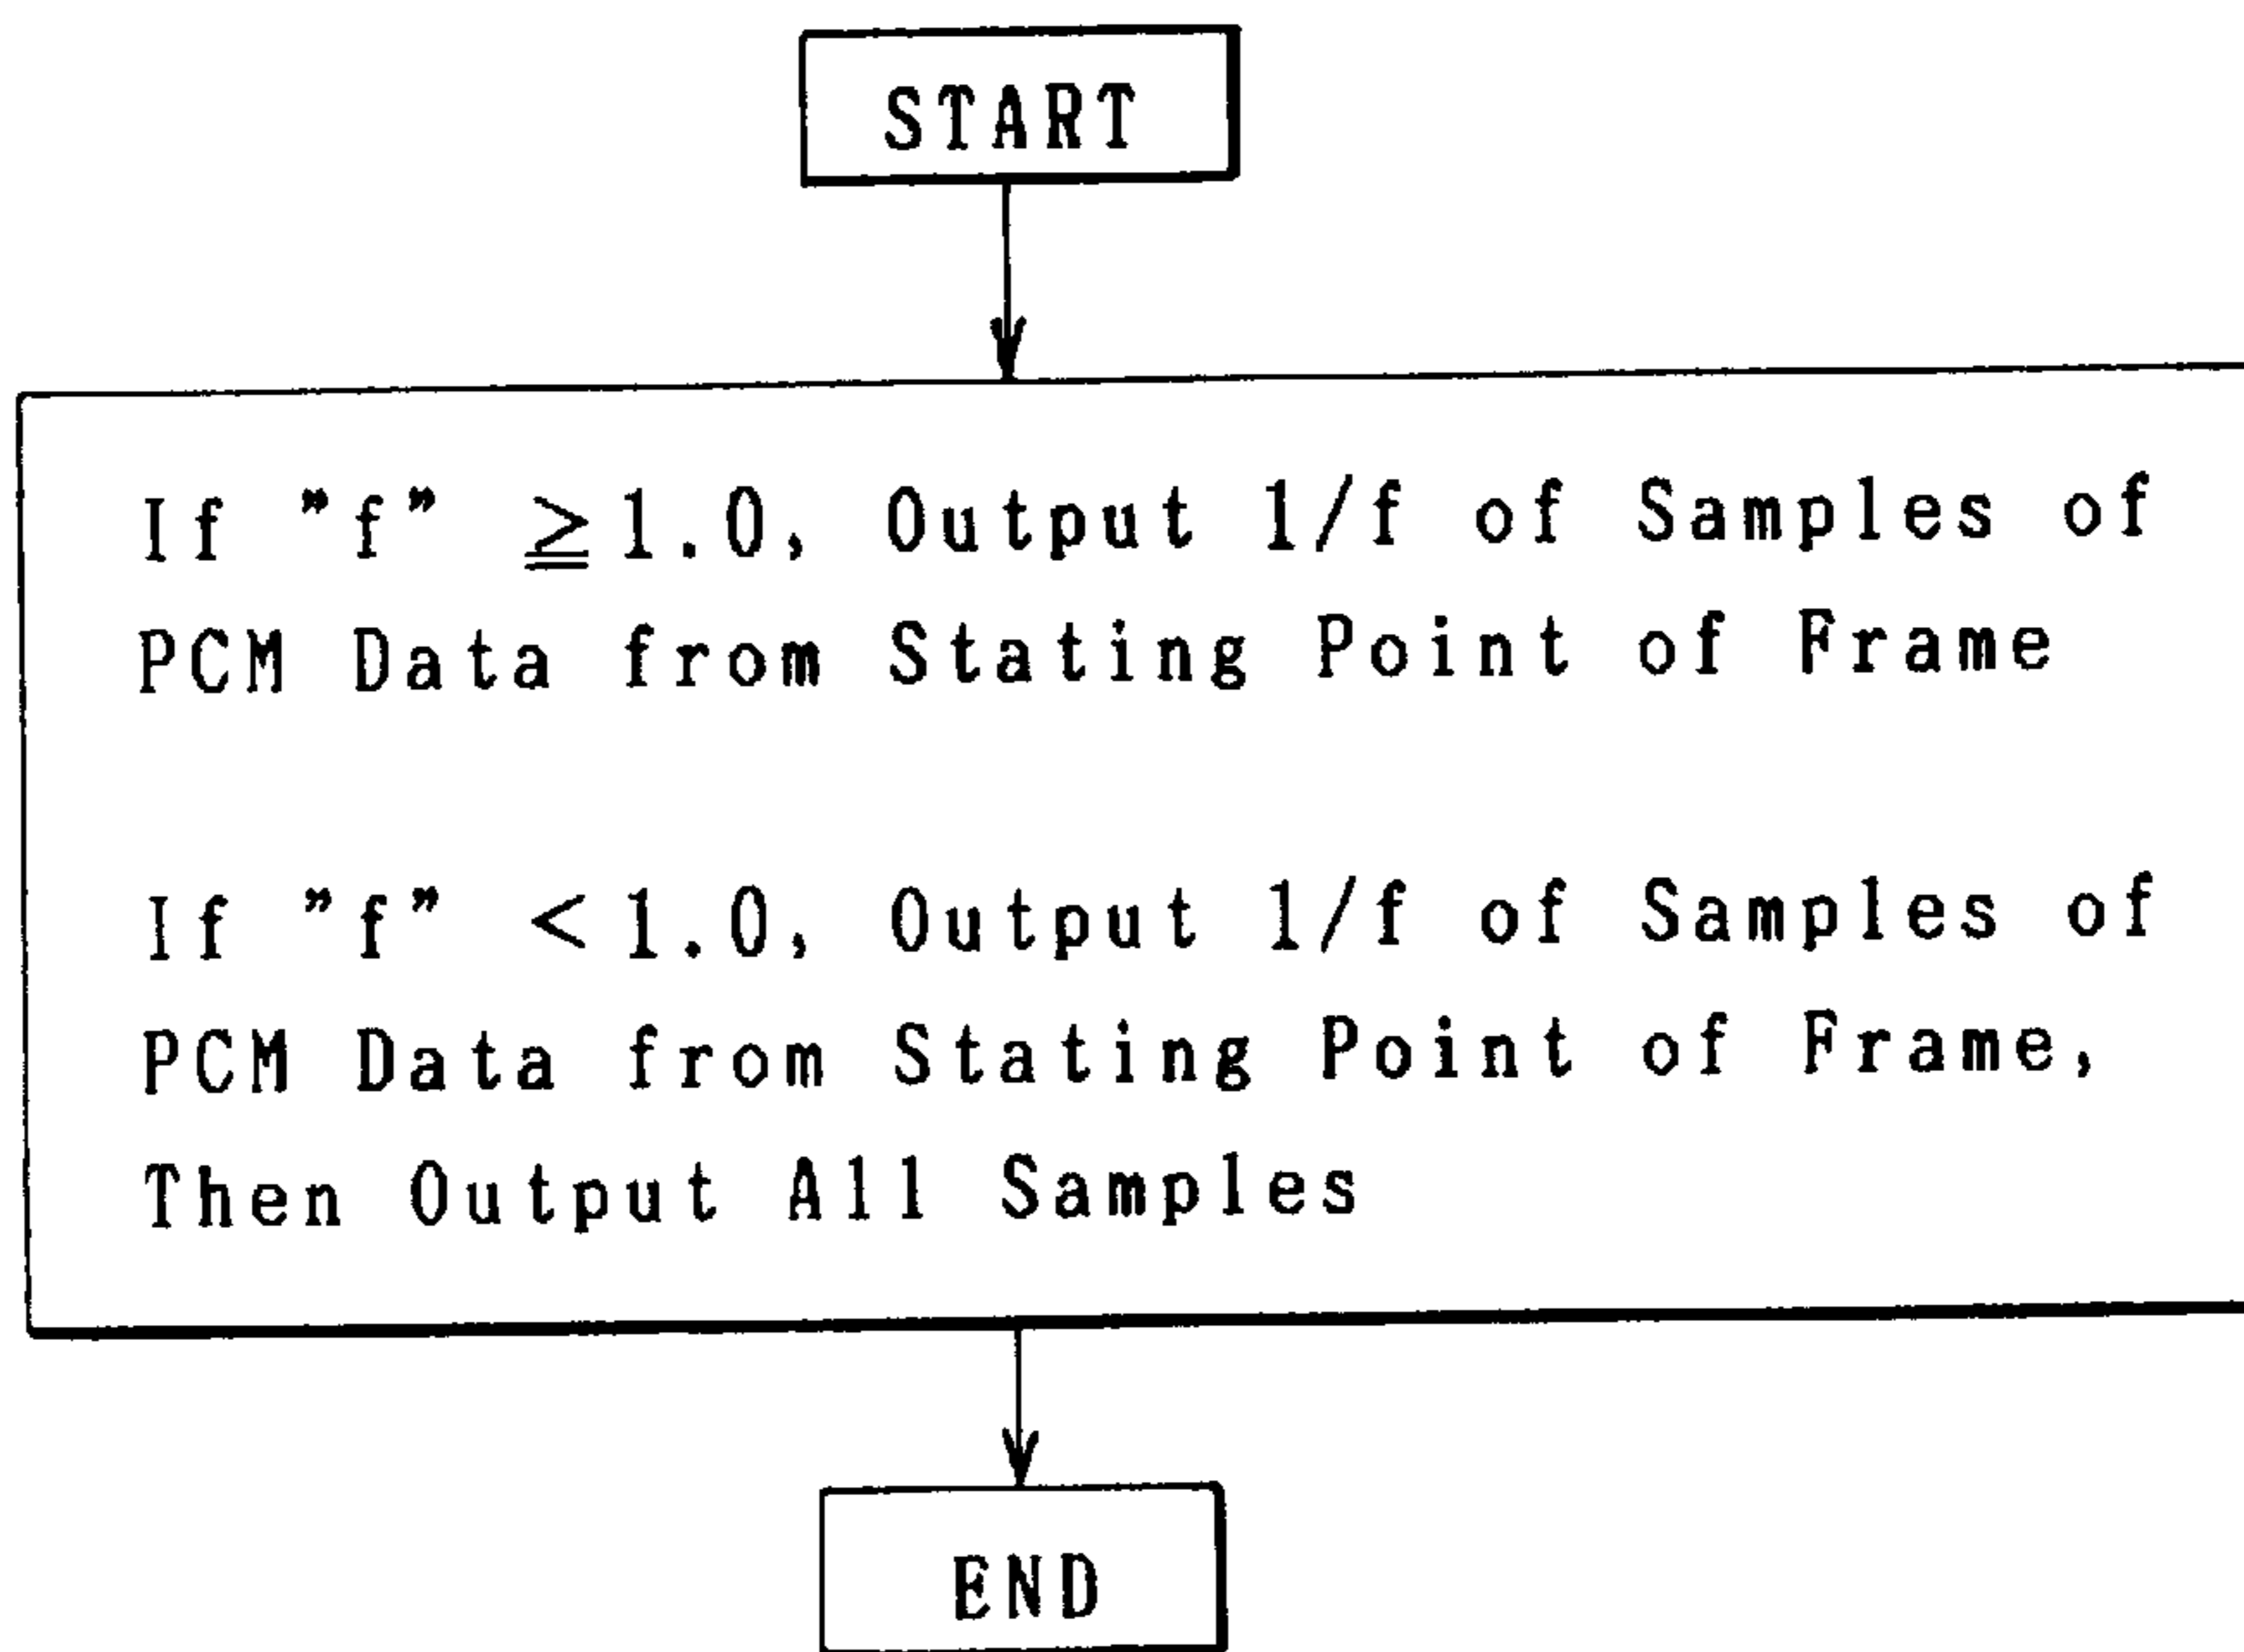 START
If ”f” ≧1.0, Output 1/f of Samples of
PCM Data from Stating Point of Frame
If ”f” <1.0, Output 1/f of Samples of
PCM Data from Stating Point of Frame,
Then Output All Samples
END